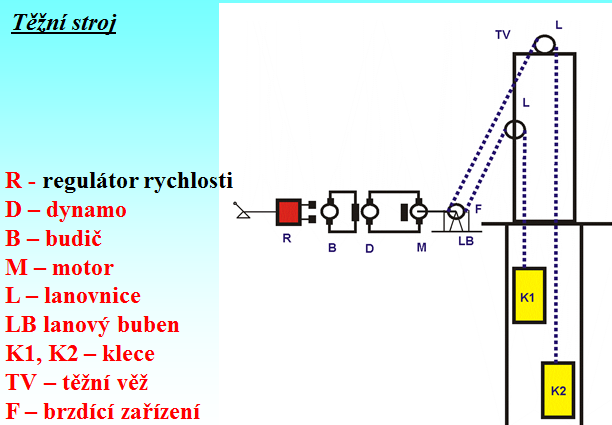 Těžní stroj
R - regulátor rychlosti
D – dynamo
B – budič
M – motor
L – lanovnice
LB lanový buben
K1, K2 – klece
TV – těžní věž
F – brzdící zařízení
TV
L
L
F
R
B
D
M
LB
K1
K2